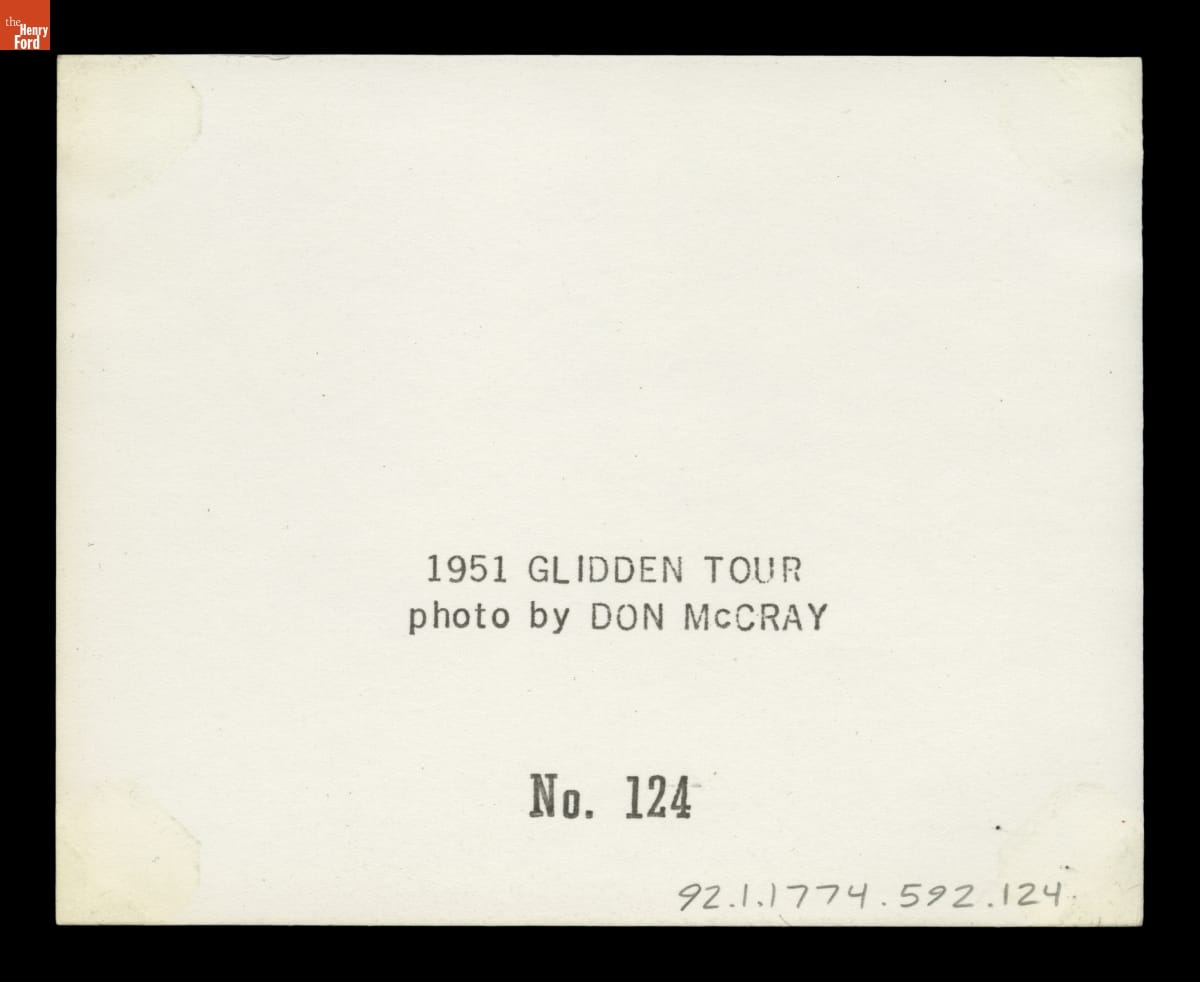 the
Henry
Ford
1951 GLIDDEN TOUR
photo by DON McCRAY
No. 124
92.1.1774.592.124